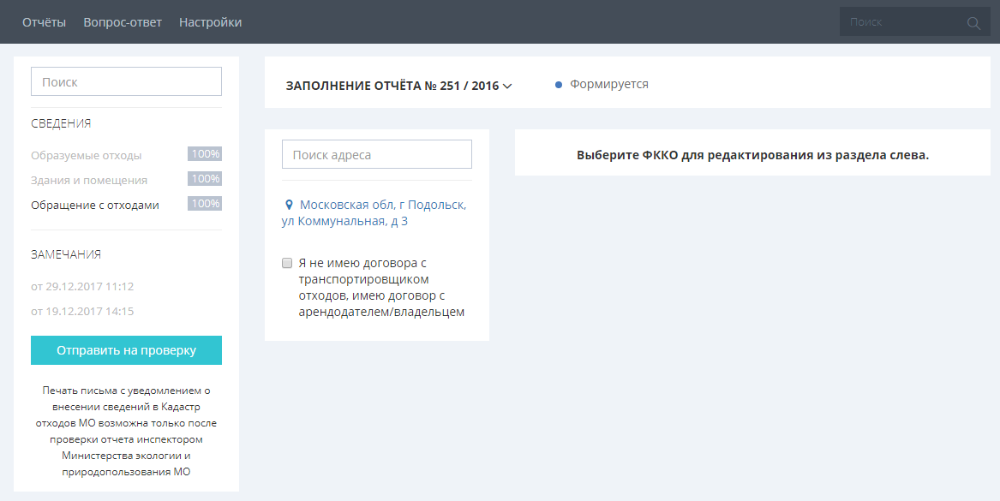 Отчёты Вопрос-ответ Настройки Поиск
Поиск
СВЕДЕНИЯ
Образуемые отходы 100%
Здания и помещения 100%
Обращение с отходами 100%
ЗАМЕЧАНИЯ
от 29.12.2017 11:12
от 19.12.2017 14:15
Отправить на проверку
Печать письма с уведомлением о
внесении сведений в Кадастр
отходов МО возможна только после
проверки отчета инспектором
Министерства экологии и
природопользования МО
ЗАПОЛНЕНИЕ ОТЧЁТА № 251 / 2016 Формируется
Поиск адреса
Московская обл, г Подольск,
ул Коммунальная, д 3
Я не имею договора с
транспортировщиком
отходов, имею договор с
арендодателем/владельцем
Выберите ФККО для редактирования из раздела слева.